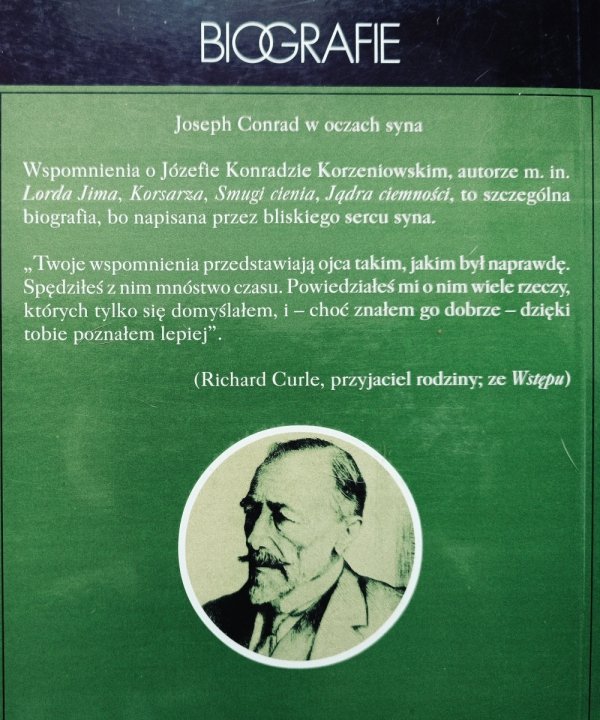 BIOGRAFIE
Joseph Conrad w oczach syna
Wspomnienia o Józefie Konradzie Korzeniowskim, autorze m. in.
Lorda Jima, Korsarza, Smugi cienia, Jądra ciemności, to szczególna
biografia, bo napisana przez bliskiego sercu syna.
„Twoje wspomnienia przedstawiają ojca takim, jakim był naprawdę.
Spędziłeś z nim mnóstwo czasu. Powiedziałeś mi o nim wiele rzeczy,
których tylko się domyślałem, i – choć znałem go dobrze – dzięki
tobie poznałem lepiej”.
(Richard Curle, przyjaciel rodziny; ze Wstępu)